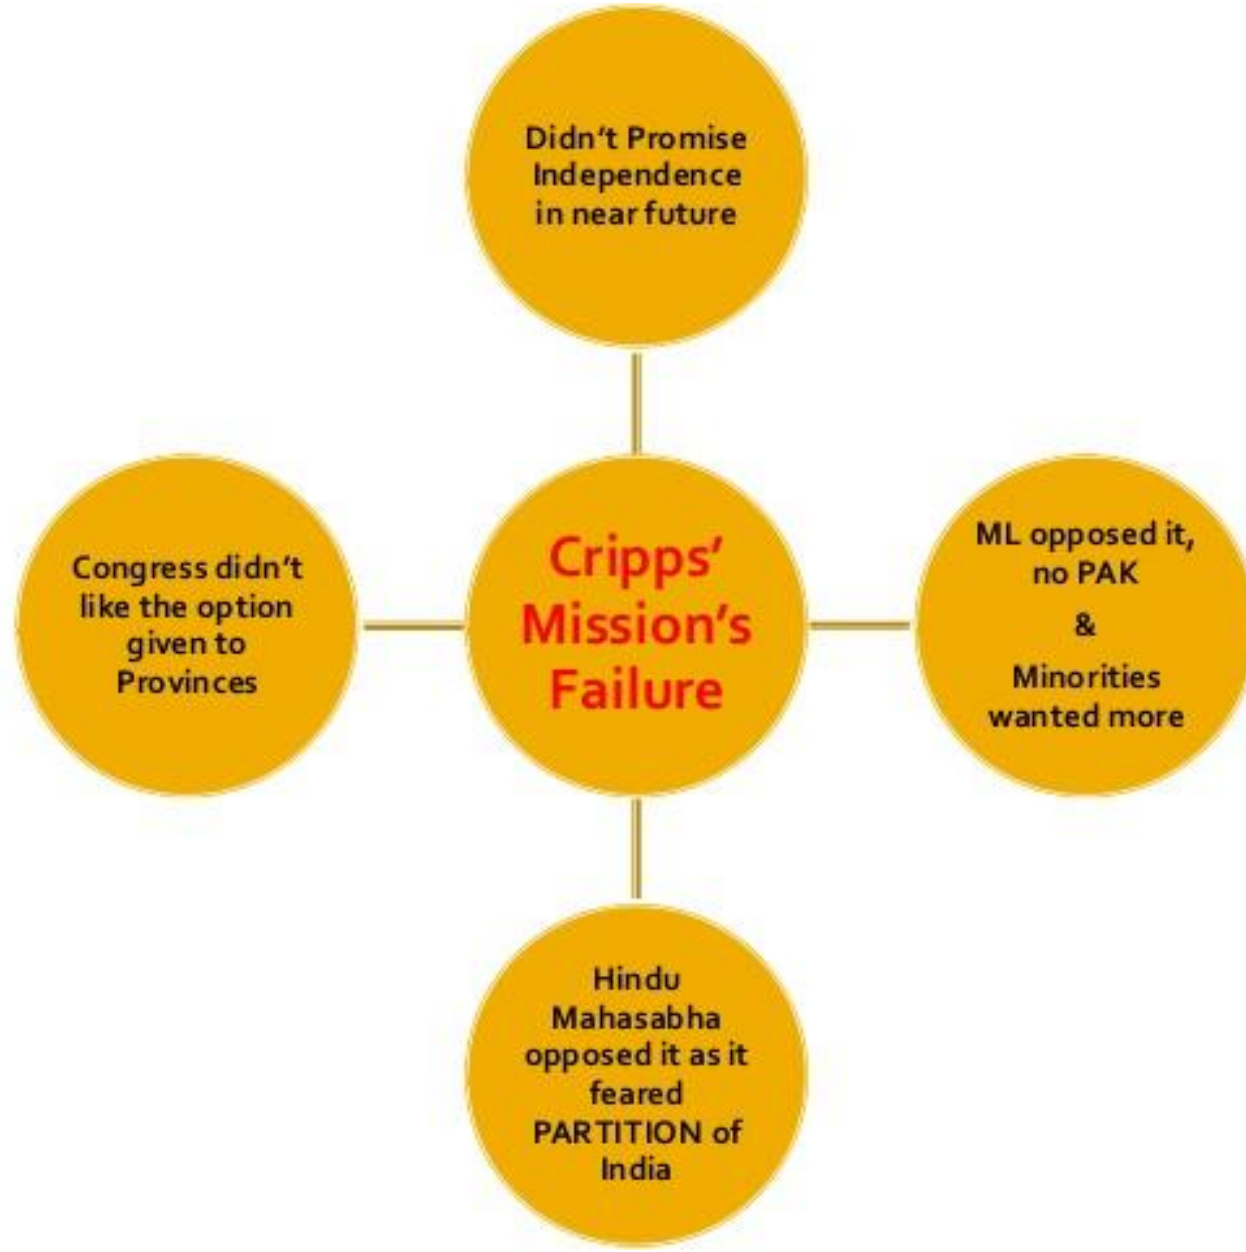 Didn't Promise
Independence
in near future
Congress didn't
like the option
given to
Provinces
Cripps'
Mission's
Failure
ML opposed it,
no PAK
&
Minorities
wanted more
Hindu
Mahasabha
opposed it as it
feared
PARTITION of
India